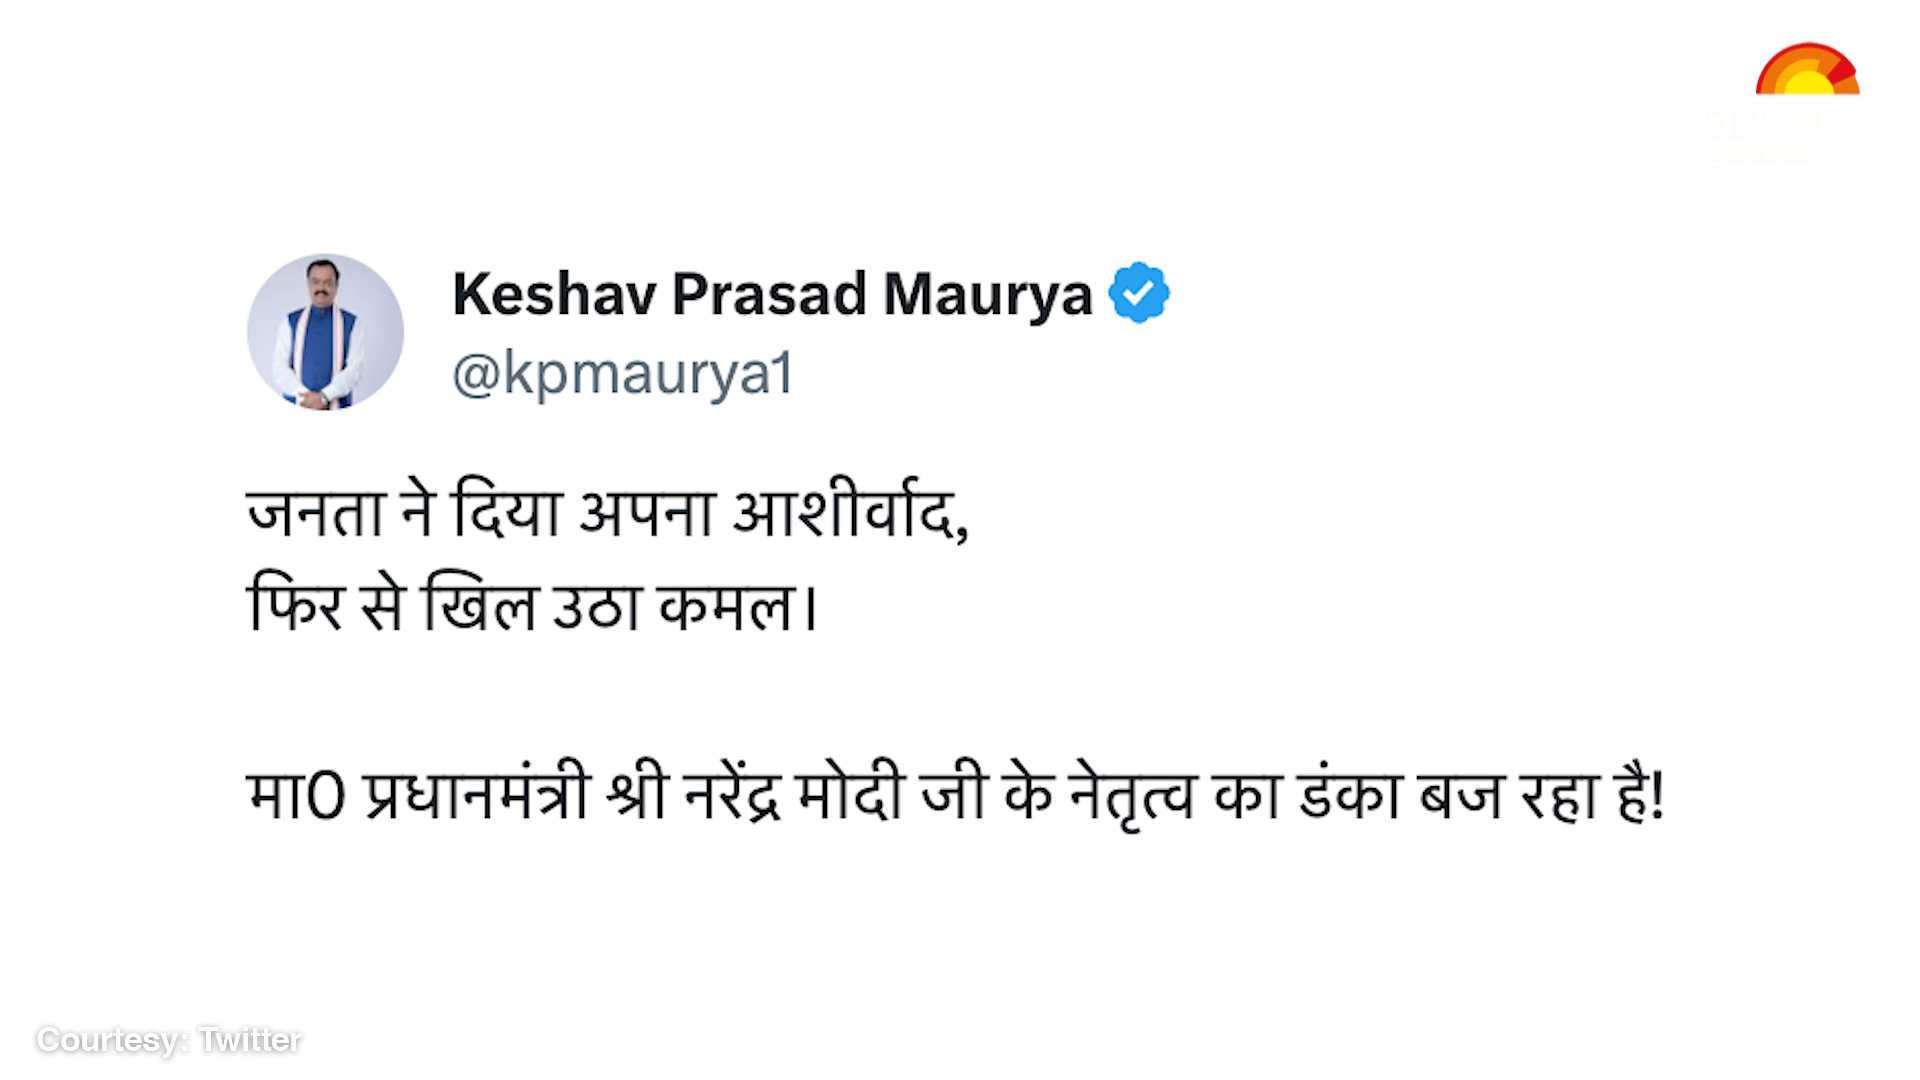 Keshav Prasad Maurya
@kpmaurya1
जनता ने दिया अपना आशीर्वाद,
फिर से खिल उठा कमल।
मा0 प्रधानमंत्री श्री नरेंद्र मोदी जी के नेतृत्व का डंका बज रहा है!
Courtesy: Twitter